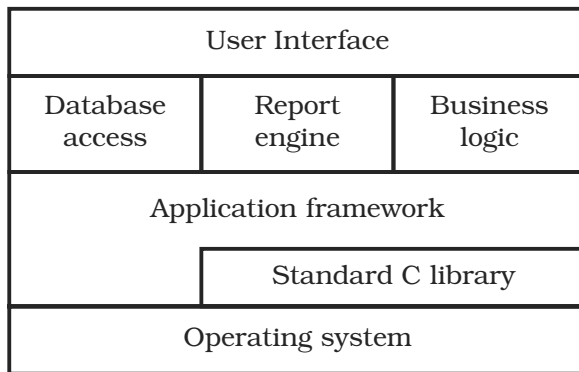 User Interface
Database
access
Report
engine
Business
logic
Application framework
Standard C library
Operating system